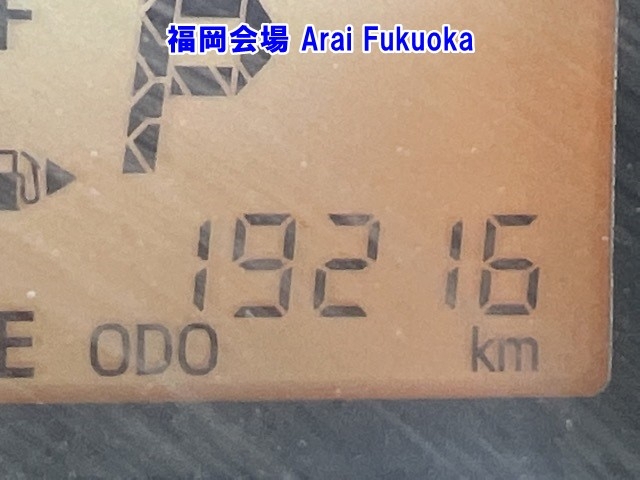 福岡会場 Arai Fukuoka
P
19216
E ODO km